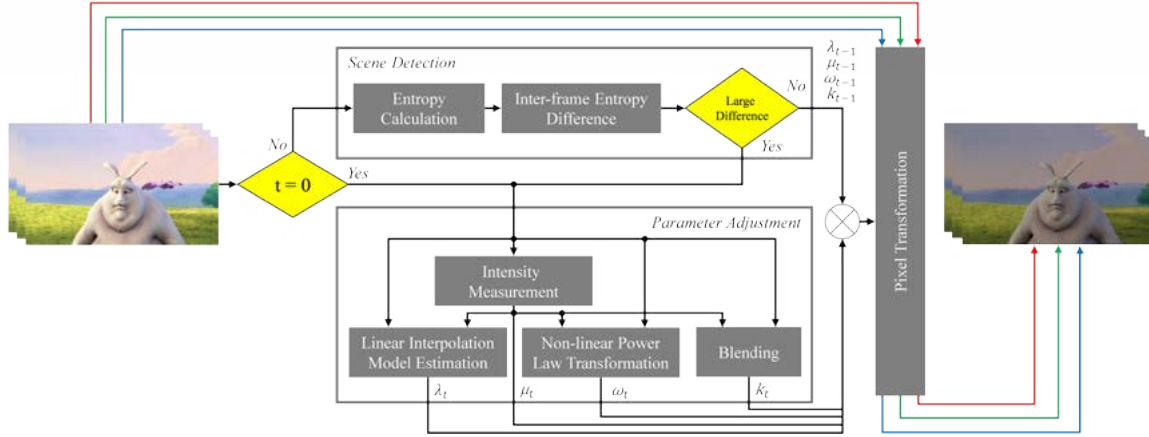 Scene Detection
λt−1
μt−1
ωt−1
kt−1
Entropy
Calculation
Inter-frame Entropy
Difference
Large
Difference
No
No
Yes
t = 0
Yes
Parameter Adjustment
Intensity
Measurement
Linear Interpolation
Model Estimation
Non-linear Power
Law Transformation
Blending
λt
μt
ωt
kt
Pixel Transformation